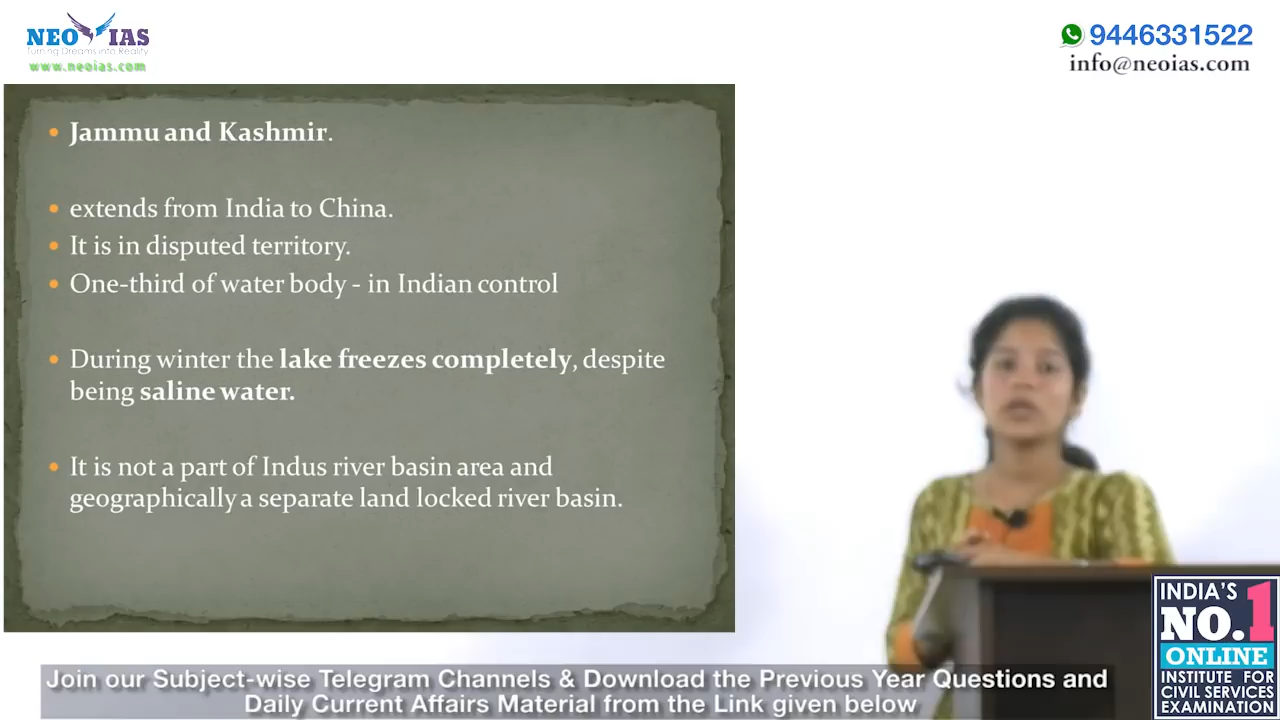 NEO IAS
Turning Dreams into Reality
www.neoias.com
9446331522
info@neoias.com
• Jammu and Kashmir.
• extends from India to China.
• It is in disputed territory.
• One-third of water body - in Indian control
• During winter the lake freezes completely, despite
being saline water.
• It is not a part of Indus river basin area and
geographically a separate land locked river basin.
INDIA'S
NO.1
ONLINE
INSTITUTE FOR
CIVIL SERVICES
EXAMINATION
Join our Subject-wise Telegram Channels & Download the Previous Year Questions and
Daily Current Affairs Material from the Link given below